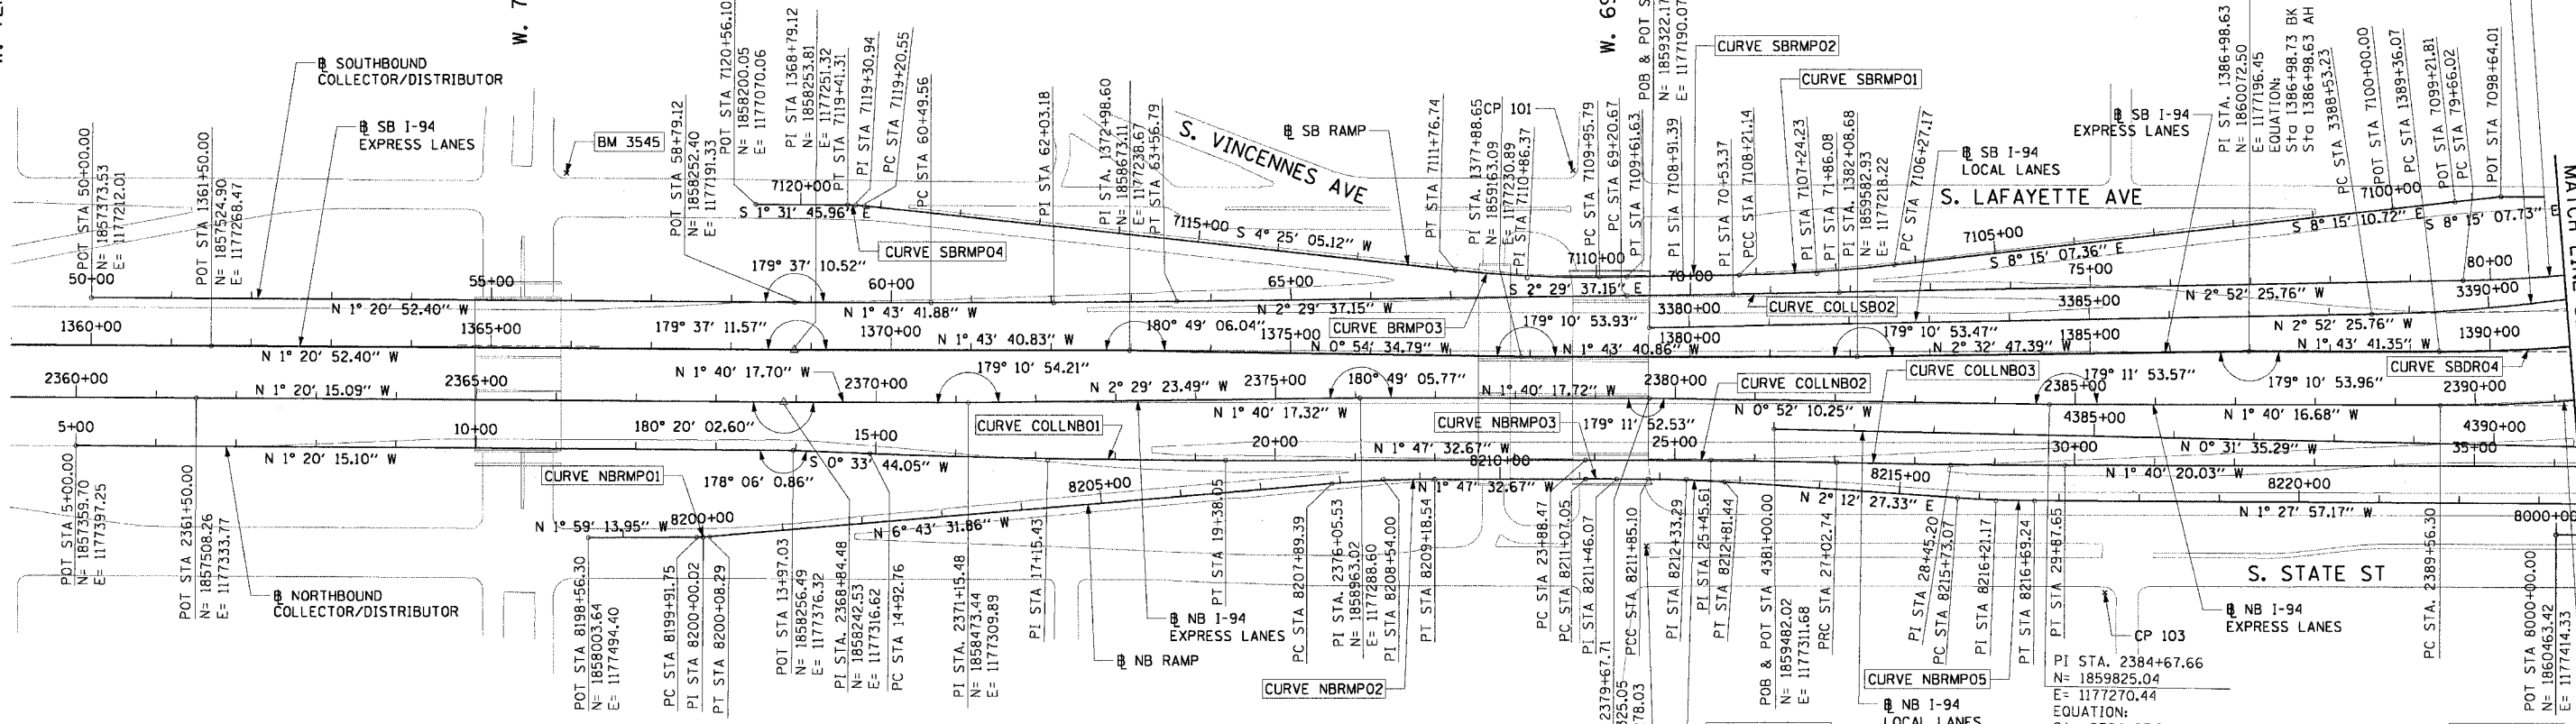 W. 7
W. 69
℄ SOUTHBOUND
COLLECTOR/DISTRIBUTOR
℄ SB I-94
EXPRESS LANES
BM 3545
POT STA 7120+56.10
N= 1858200.05
E= 1177070.06
PI STA 1368+79.12
N= 1858253.81
E= 1177251.32
PT STA 7119+41.31
PI STA 7119+30.94
PC STA 7119+20.55
PC STA 60+49.56
PI STA 62+03.18
PI STA. 1372+98.60
N= 1858673.11
E= 1177238.67
PT STA 63+56.79
S. VINCENNES AVE
℄ SB RAMP
PT STA 7111+76.74
PI STA. 1377+88.65
N= 1859163.09
E= 1177230.89
PI STA 7110+86.37
CP 101
PC STA 7109+95.79
PC STA 69+20.67
PT STA 7109+61.63
POB & POT S
N= 1859322.17
E= 1177190.07
CURVE SBRMP02
PI STA 7108+91.39
PI STA 70+53.37
PCC STA 7108+21.14
CURVE SBRMP01
PI STA 7107+24.23
PT STA 71+86.08
PI STA. 1382+08.68
N= 1859582.93
E= 1177218.22
PC STA 7106+27.17
℄ SB I-94
LOCAL LANES
S. LAFAYETTE AVE
℄ SB I-94
EXPRESS LANES
PI STA. 1386+98.63
N= 1860072.50
E= 1177196.45
EQUATION:
Sta 1386+98.73 BK
Sta 1386+98.63 AH
PC STA 3388+53.23
POT STA 7100+00.00
PC STA 1389+36.07
POT STA 7099+21.81
PC STA 79+66.02
POT STA 7098+64.01
POT STA 50+00.00
N= 1857373.53
E= 1177212.01
POT STA 1361+50.00
N= 1857524.90
E= 1177268.47
POT STA 58+79.12
N= 1858252.40
E= 1177191.33
7120+00
S 1° 31' 45.96" E
CURVE SBRMP04
7115+00
S 4° 25' 05.12" W
7110+00
7105+00
S 8° 15' 07.36" E
7100+00
S 8° 15' 10.72" E
S 8° 15' 07.73" E
50+00
55+00
179° 37' 10.52"
60+00
65+00
S 2° 29' 37.15" E
70+00
75+00
80+00
N 1° 20' 52.40" W
N 1° 43' 41.88" W
N 2° 29' 37.15" W
CURVE COLLSB02
N 2° 52' 25.76" W
3380+00
3385+00
3390+00
N 2° 52' 25.76" W
1360+00
1365+00
179° 37' 11.57"
1370+00
180° 49' 06.04"
1375+00
CURVE BRMP03
179° 10' 53.93"
1380+00
179° 10' 53.47"
1385+00
1390+00
N 1° 20' 52.40" W
N 1° 43' 40.83" W
N 0° 54' 34.79" W
N 1° 43' 40.86" W
N 2° 32' 47.39" W
N 1° 43' 41.35" W
N 1° 40' 17.70" W
179° 10' 54.21"
180° 49' 05.77"
CURVE COLLNB02
CURVE COLLNB03
179° 11' 53.57"
179° 10' 53.96"
CURVE SBDR04
2360+00
2365+00
2370+00
2375+00
2380+00
2385+00
2390+00
N 1° 20' 15.09" W
N 2° 29' 23.49" W
N 1° 40' 17.72" W
N 0° 52' 10.25" W
N 1° 40' 16.68" W
N 1° 40' 17.32" W
4385+00
4390+00
N 0° 31' 35.29" W
5+00
10+00
180° 20' 02.60"
15+00
CURVE COLLNB01
20+00
CURVE NBRMP03
179° 11' 52.53"
25+00
30+00
35+00
N 1° 20' 15.10" W
S 0° 33' 44.05" W
N 1° 47' 32.67" W
N 1° 40' 20.03" W
CURVE NBRMP01
178° 06' 0.86"
8200+00
8205+00
8210+00
8215+00
8220+00
8000+00
N 1° 59' 13.95" W
N 6° 43' 31.86" W
N 1° 47' 32.67" W
N 2° 12' 27.33" E
N 1° 27' 57.17" W
POT STA 5+00.00
N= 1857359.70
E= 1177397.25
POT STA 2361+50.00
N= 1857508.26
E= 1177333.77
℄ NORTHBOUND
COLLECTOR/DISTRIBUTOR
POT STA 8198+56.30
N= 1858003.64
E= 1177494.40
PC STA 8199+91.75
PI STA 8200+00.02
PT STA 8200+08.29
POT STA 13+97.03
N= 1858256.49
E= 1177376.32
PI STA. 2368+84.48
N= 1858242.53
E= 1177316.62
PC STA 14+92.76
PI STA. 2371+15.48
N= 1858473.44
E= 1177309.89
PI STA 17+15.43
℄ NB RAMP
℄ NB I-94
EXPRESS LANES
PT STA 19+38.05
CURVE NBRMP02
PC STA 8207+89.39
PI STA. 2376+05.53
N= 1858963.02
E= 1177288.60
PI STA 8208+54.00
PT STA 8209+18.54
PC STA 23+88.47
PC STA 8211+07.05
PI STA 8211+46.07
2379+67.71
325.05
78.03
PCC STA 8211+85.10
PI STA 8212+33.29
PI STA 25+45.61
PT STA 8212+81.44
POB & POT STA 4381+00.00
N= 1859482.02
E= 1177311.68
PRC STA 27+02.74
℄ NB I-94
LOCAL LANES
CURVE NBRMP05
PI STA 28+45.20
PC STA 8215+73.07
PI STA 8216+21.17
PT STA 8216+69.24
PT STA 29+87.65
CP 103
PI STA. 2384+67.66
N= 1859825.04
E= 1177270.44
EQUATION:
S. STATE ST
℄ NB I-94
EXPRESS LANES
PC STA. 2389+56.30
POT STA 8000+00.00
N= 1860463.42
E= 1177414.33